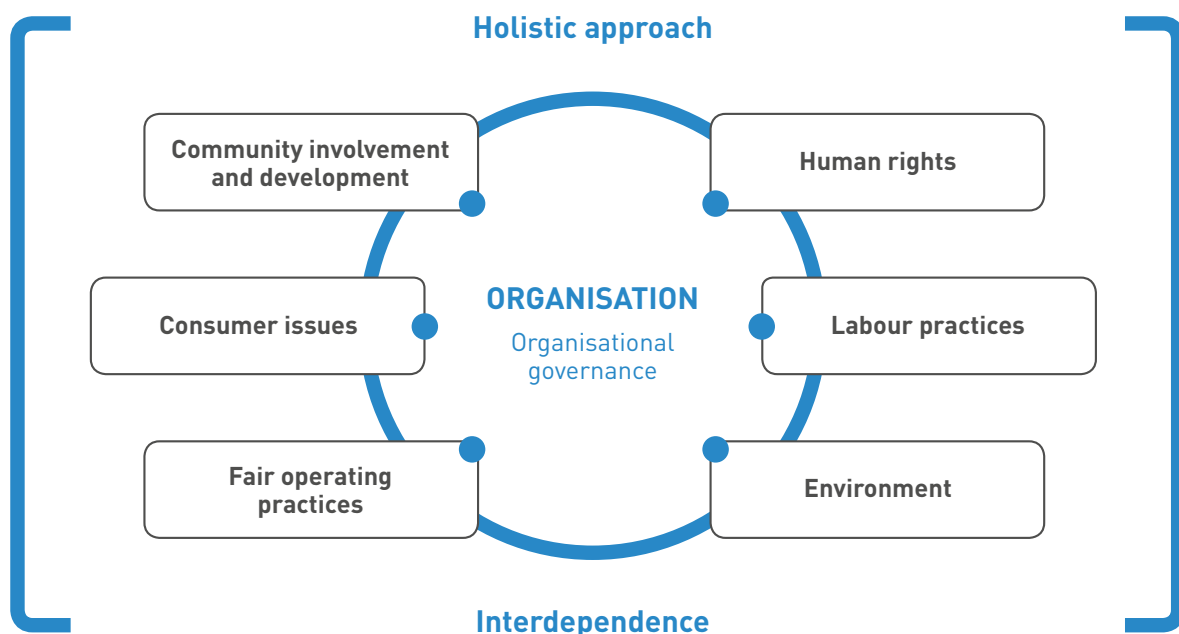 Holistic approach
Community involvement
and development
Human rights
Consumer issues
ORGANISATION
Organisational
governance
Labour practices
Fair operating
practices
Environment
Interdependence